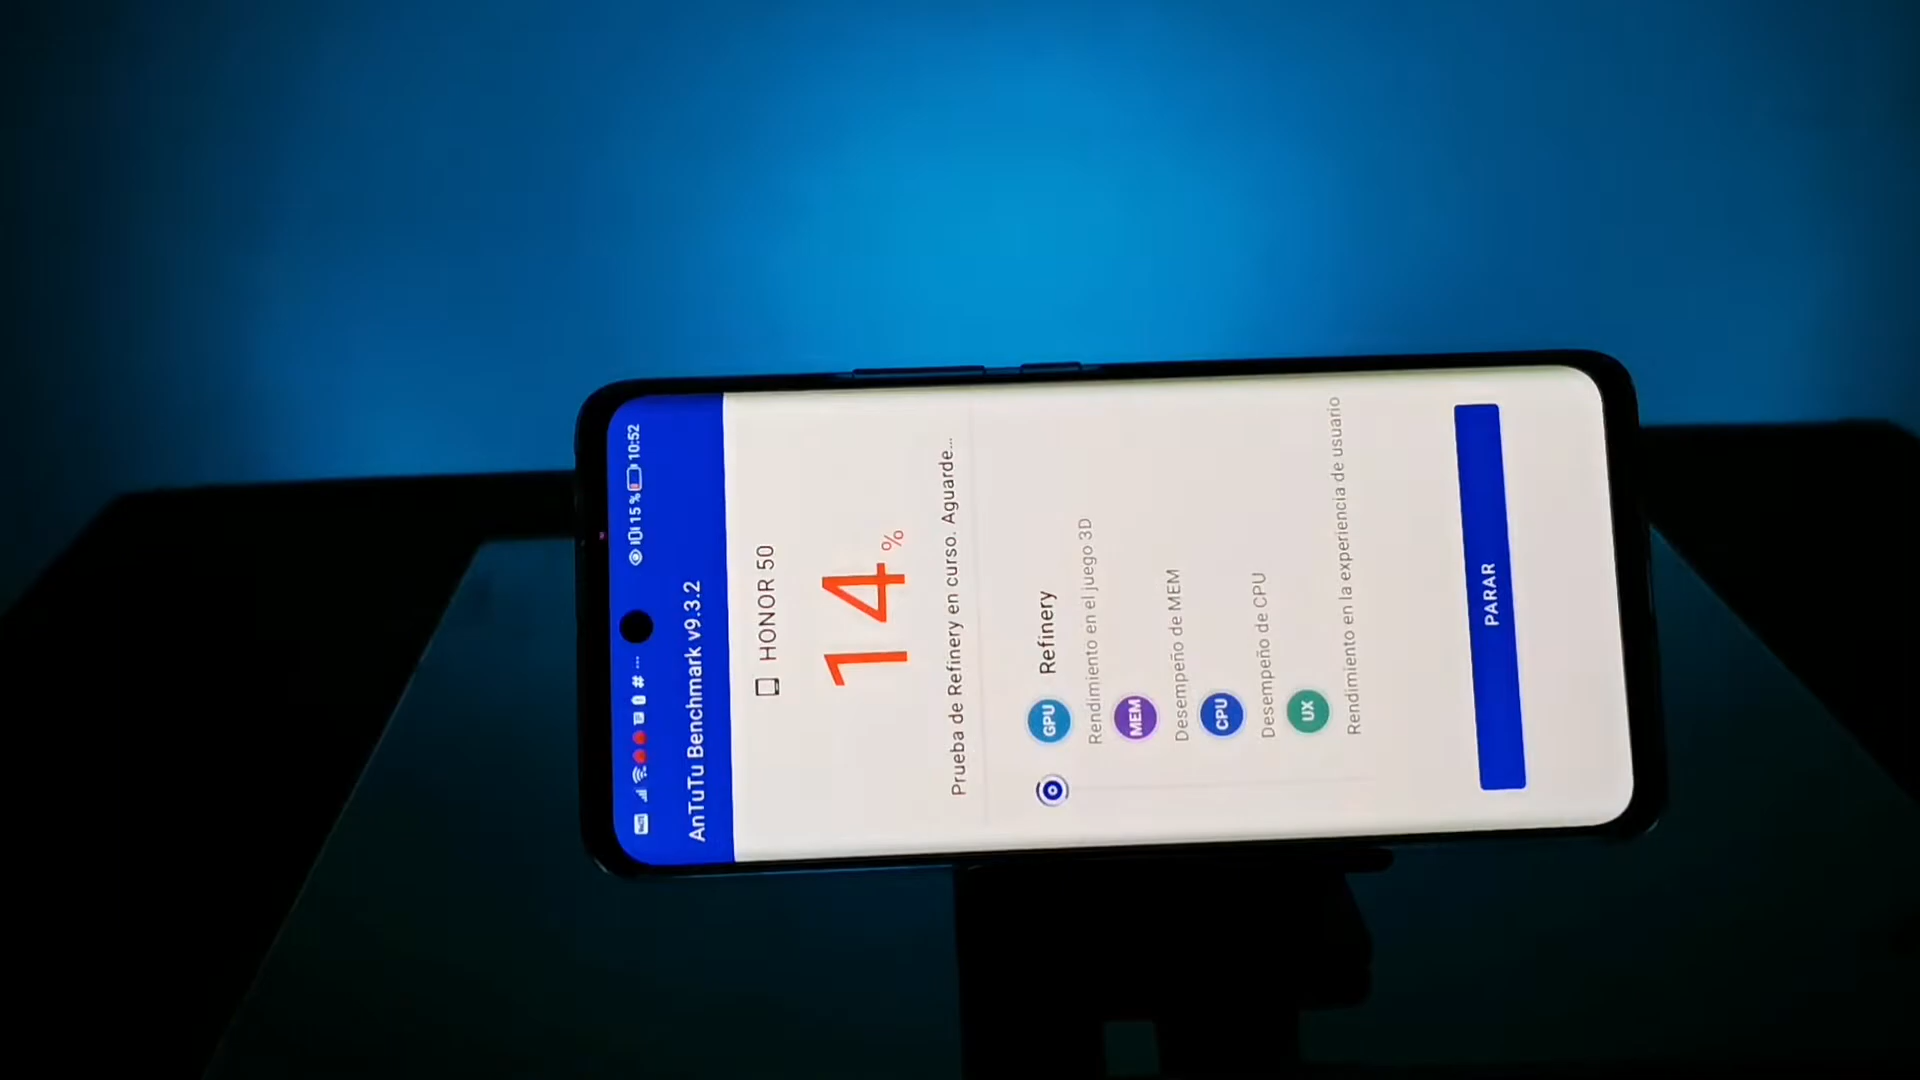 15 % 10:52
AnTuTu Benchmark v9.3.2
HONOR 50
14%
Prueba de Refinery en curso. Aguarde...
GPU Refinery
Rendimiento en el juego 3D
MEM
Desempeño de MEM
CPU
Desempeño de CPU
UX
Rendimiento en la experiencia de usuario
PARAR